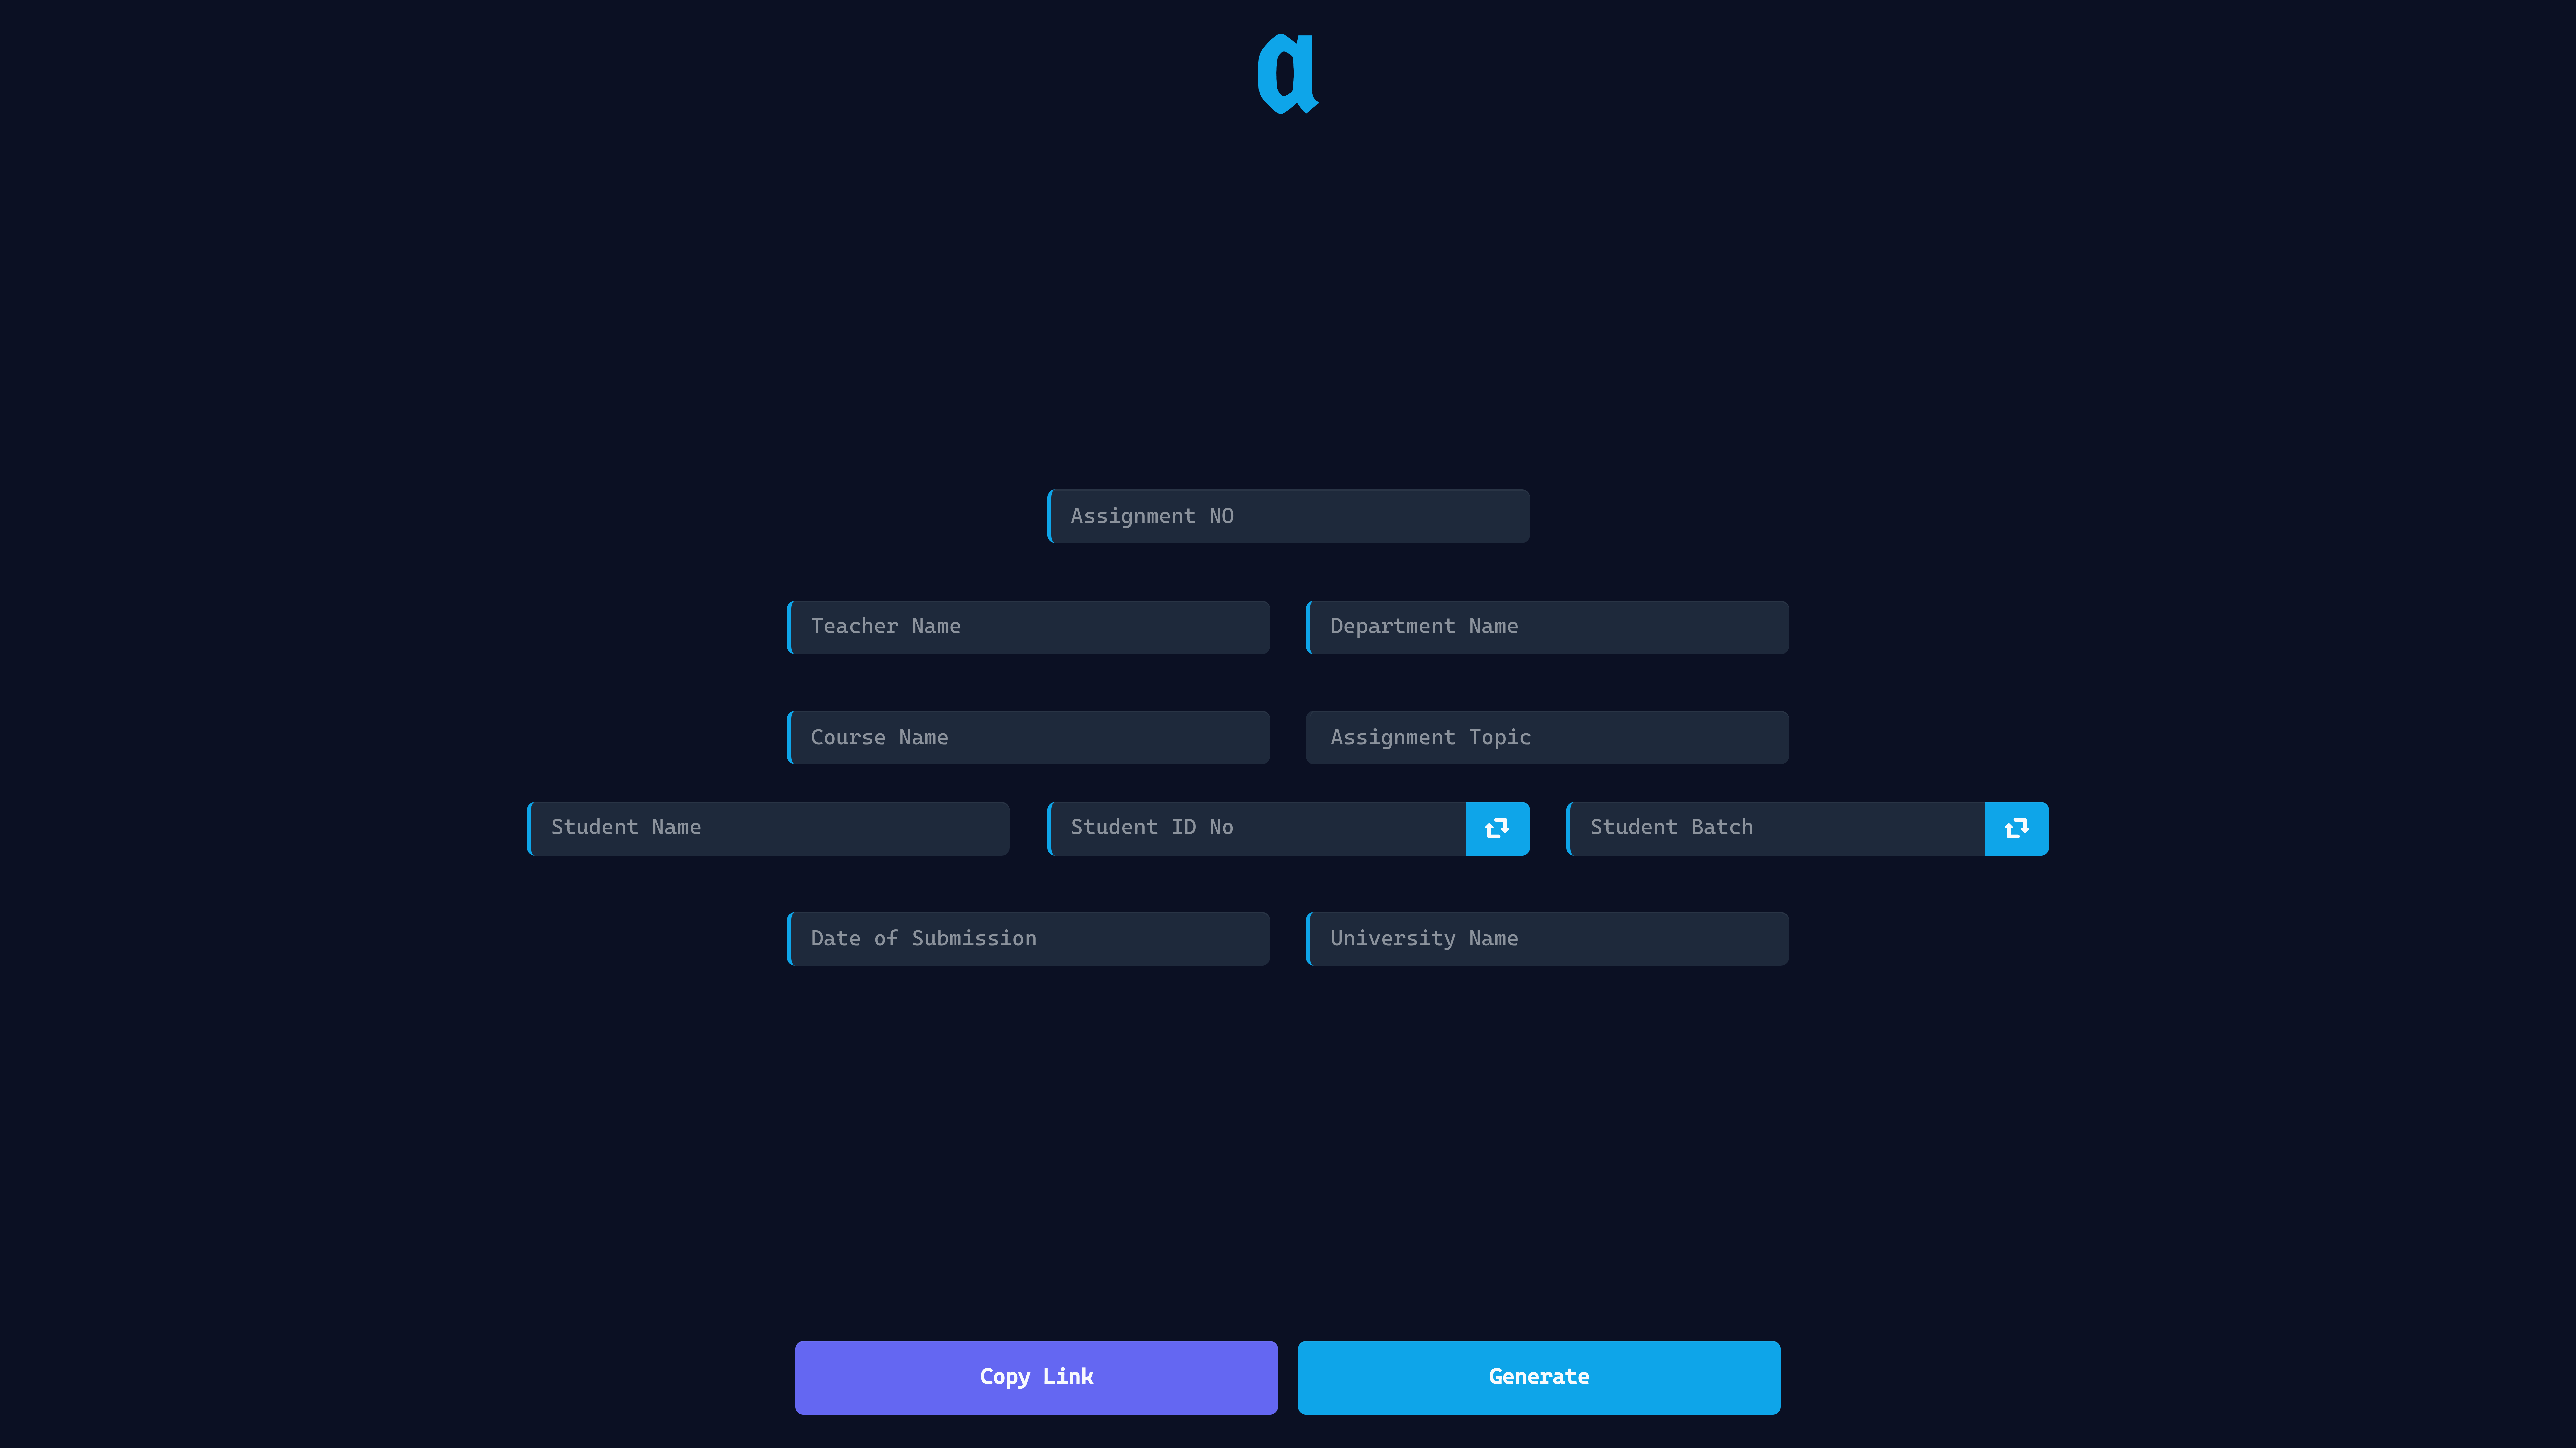 a
Assignment NO
Teacher Name
Department Name
Course Name
Assignment Topic
Student Name
Student ID No
Student Batch
Date of Submission
University Name
Copy Link
Generate